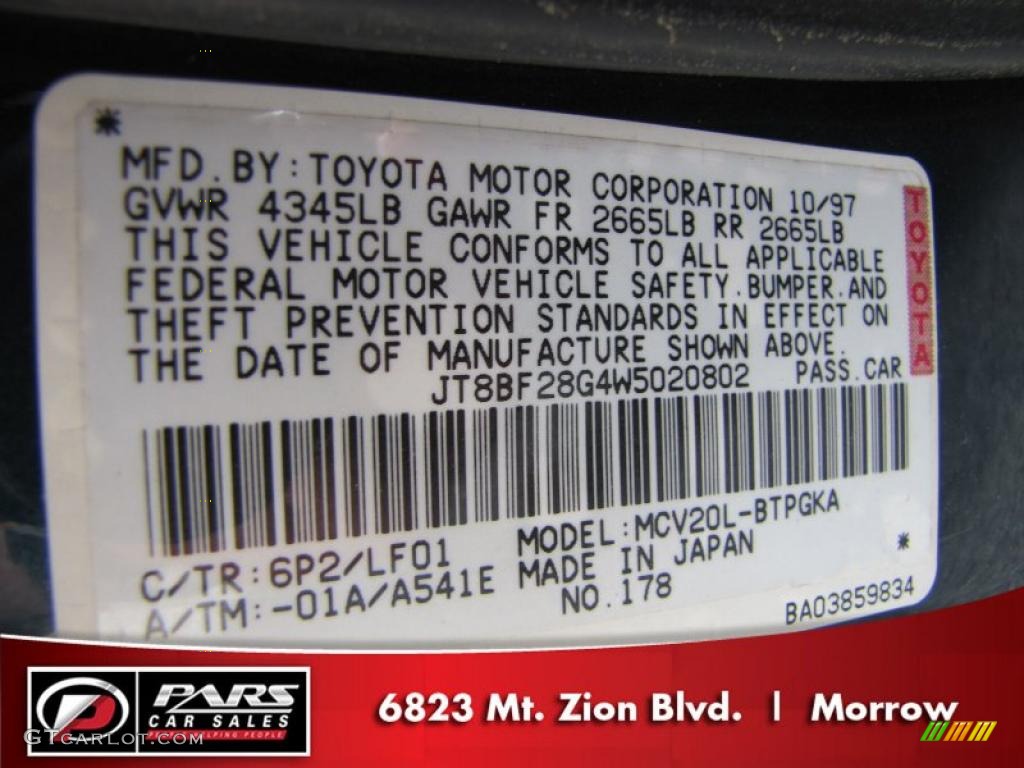 *
MFD. BY: TOYOTA MOTOR CORPORATION 10/97
GVWR 4345LB GAWR FR 2665LB RR 2665LB
THIS VEHICLE CONFORMS TO ALL APPLICABLE
FEDERAL MOTOR VEHICLE SAFETY.BUMPER.AND
THEFT PREVENTION STANDARDS IN EFFECT ON
THE DATE OF MANUFACTURE SHOWN ABOVE.
JT8BF28G4W5020802 PASS.CAR
TOYOTA
C/TR:6P2/LF01 MODEL:MCV20L-BTPGKA
A/TM:-01A/A541E MADE IN JAPAN *
NO.178 BA03859834
PARS
CAR SALES
PEOPLE HELPING PEOPLE
GTcarlot.com
6823 Mt. Zion Blvd. | Morrow